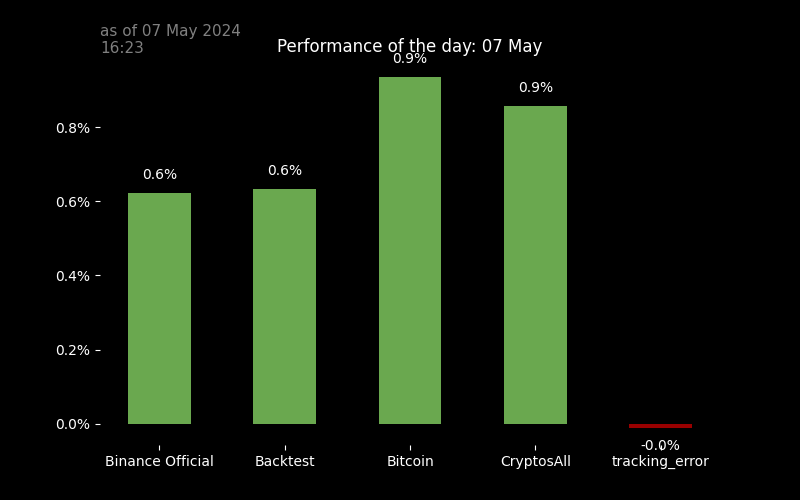 as of 07 May 2024
16:23
Performance of the day: 07 May
0.9%
0.9%
0.8%
0.6%
0.6%
0.6%
0.4%
0.2%
0.0%
-0.0%
Binance Official
Backtest
Bitcoin
CryptosAll
tracking_error